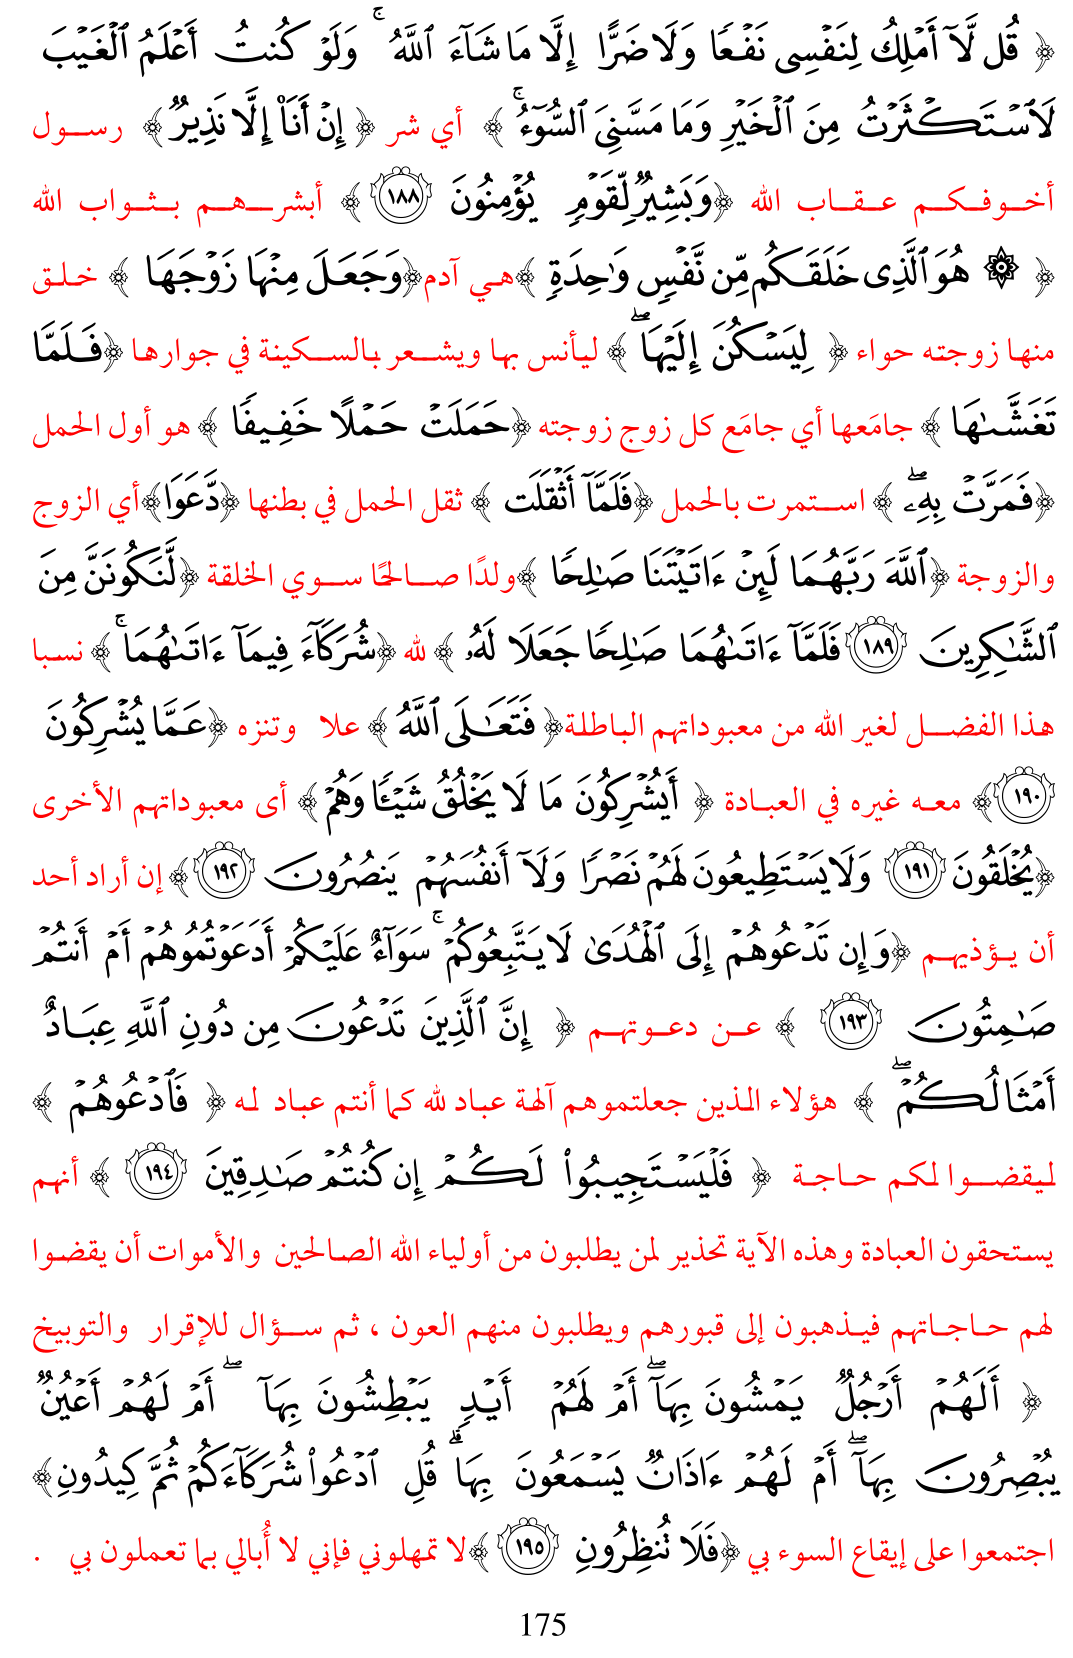 ﴿ قُل لَّآ أَمْلِكُ لِنَفْسِى نَفْعًا وَلَا ضَرًّا إِلَّا مَا شَآءَ ٱللَّهُ ۚ وَلَوْ كُنتُ أَعْلَمُ ٱلْغَيْبَ
لَٱسْتَكْثَرْتُ مِنَ ٱلْخَيْرِ وَمَا مَسَّنِىَ ٱلسُّوٓءُ ۚ ﴾ أي شر ﴿ إِنْ أَنَا۠ إِلَّا نَذِيرٌ ﴾ رسول
أخوفكم عقاب الله ﴿ وَبَشِيرٌ لِّقَوْمٍ يُؤْمِنُونَ ١٨٨ ﴾ أبشرهم بثواب الله
﴿ ۞ هُوَ ٱلَّذِى خَلَقَكُم مِّن نَّفْسٍ وَٰحِدَةٍ ﴾ هي آدم ﴿ وَجَعَلَ مِنْهَا زَوْجَهَا ﴾ خلق
منها زوجته حواء ﴿ لِيَسْكُنَ إِلَيْهَا ۖ ﴾ ليأنس بها ويشعر بالسكينة في جوارها ﴿ فَلَمَّا
تَغَشَّىٰهَا ﴾ جامَعها أي جامَع كل زوج زوجته ﴿ حَمَلَتْ حَمْلًا خَفِيفًا ﴾ هو أول الحمل
﴿ فَمَرَّتْ بِهِۦ ۖ ﴾ استمرت بالحمل ﴿ فَلَمَّآ أَثْقَلَت ﴾ ثقل الحمل في بطنها ﴿ دَّعَوَا ﴾ أي الزوج
والزوجة ﴿ ٱللَّهَ رَبَّهُمَا لَئِنْ ءَاتَيْتَنَا صَٰلِحًا ﴾ ولدًا صالحًا سوي الخلقة ﴿ لَّنَكُونَنَّ مِنَ
ٱلشَّٰكِرِينَ ١٨٩ فَلَمَّآ ءَاتَىٰهُمَا صَٰلِحًا جَعَلَا لَهُۥ ﴾ لله ﴿ شُرَكَآءَ فِيمَآ ءَاتَىٰهُمَا ۚ ﴾ نسبا
هذا الفضل لغير الله من معبوداتهم الباطلة ﴿ فَتَعَٰلَى ٱللَّهُ ﴾ علا وتنزه ﴿ عَمَّا يُشْرِكُونَ
١٩٠ ﴾ معه غيره في العبادة ﴿ أَيُشْرِكُونَ مَا لَا يَخْلُقُ شَيْـًٔا وَهُمْ ﴾ أى معبوداتهم الأخرى
﴿ يُخْلَقُونَ ١٩١ وَلَا يَسْتَطِيعُونَ لَهُمْ نَصْرًا وَلَآ أَنفُسَهُمْ يَنصُرُونَ ١٩٢ ﴾ إن أراد أحد
أن يؤذيهم ﴿ وَإِن تَدْعُوهُمْ إِلَى ٱلْهُدَىٰ لَا يَتَّبِعُوكُمْ ۚ سَوَآءٌ عَلَيْكُمْ أَدَعَوْتُمُوهُمْ أَمْ أَنتُمْ
صَٰمِتُونَ ١٩٣ ﴾ عن دعوتهم ﴿ إِنَّ ٱلَّذِينَ تَدْعُونَ مِن دُونِ ٱللَّهِ عِبَادٌ
أَمْثَالُكُمْ ۖ ﴾ هؤلاء الذين جعلتموهم آلهة عباد لله كما أنتم عباد له ﴿ فَٱدْعُوهُمْ ﴾
ليقضوا لكم حاجة ﴿ فَلْيَسْتَجِيبُوا۟ لَكُمْ إِن كُنتُمْ صَٰدِقِينَ ١٩٤ ﴾ أنهم
يستحقون العبادة وهذه الآية تحذير لمن يطلبون من أولياء الله الصالحين والأموات أن يقضوا
لهم حاجاتهم فيذهبون إلى قبورهم ويطلبون منهم العون ، ثم سؤال للإقرار والتوبيخ
﴿ أَلَهُمْ أَرْجُلٌ يَمْشُونَ بِهَآ ۖ أَمْ لَهُمْ أَيْدٍ يَبْطِشُونَ بِهَآ ۖ أَمْ لَهُمْ أَعْيُنٌ
يُبْصِرُونَ بِهَآ ۖ أَمْ لَهُمْ ءَاذَانٌ يَسْمَعُونَ بِهَا ۗ قُلِ ٱدْعُوا۟ شُرَكَآءَكُمْ ثُمَّ كِيدُونِ ﴾
اجتمعوا على إيقاع السوء بي ﴿ فَلَا تُنظِرُونِ ١٩٥ ﴾ لا تمهلوني فإني لا أُبالي بما تعملون بي .
175